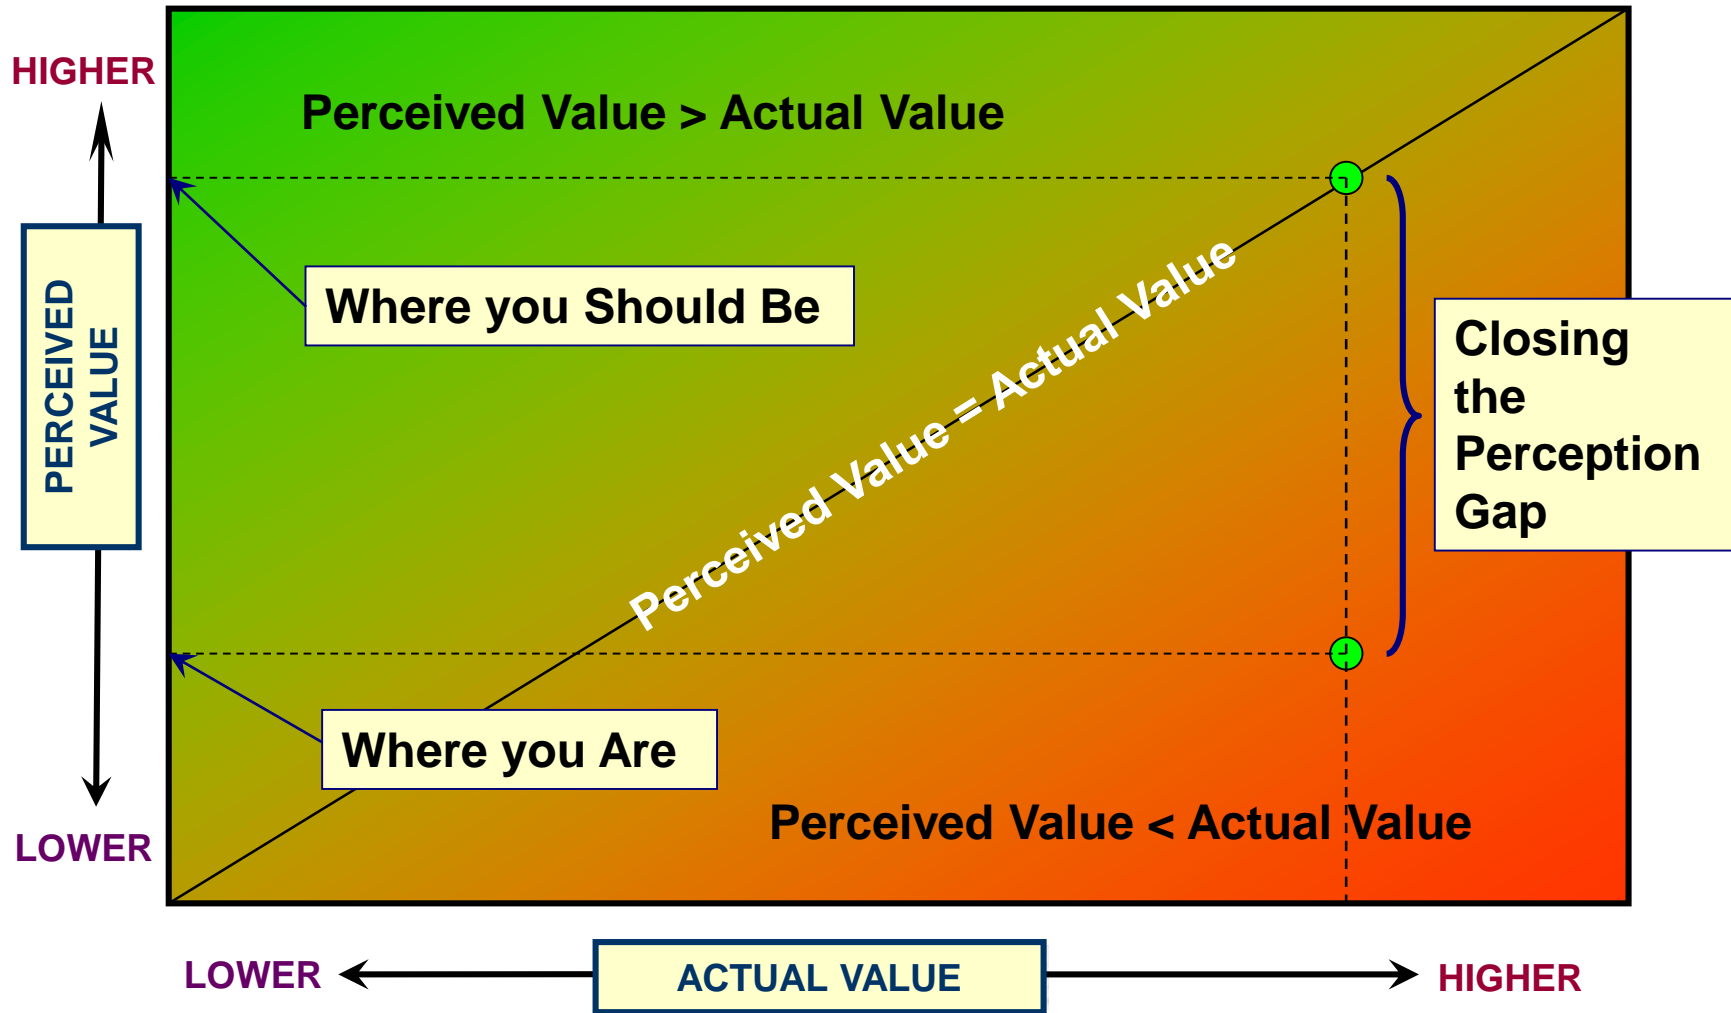 HIGHER
Perceived Value > Actual Value
PERCEIVED
VALUE
Where you Should Be
Perceived Value = Actual Value
Closing
the
Perception
Gap
Where you Are
Perceived Value < Actual Value
LOWER
LOWER
ACTUAL VALUE
HIGHER